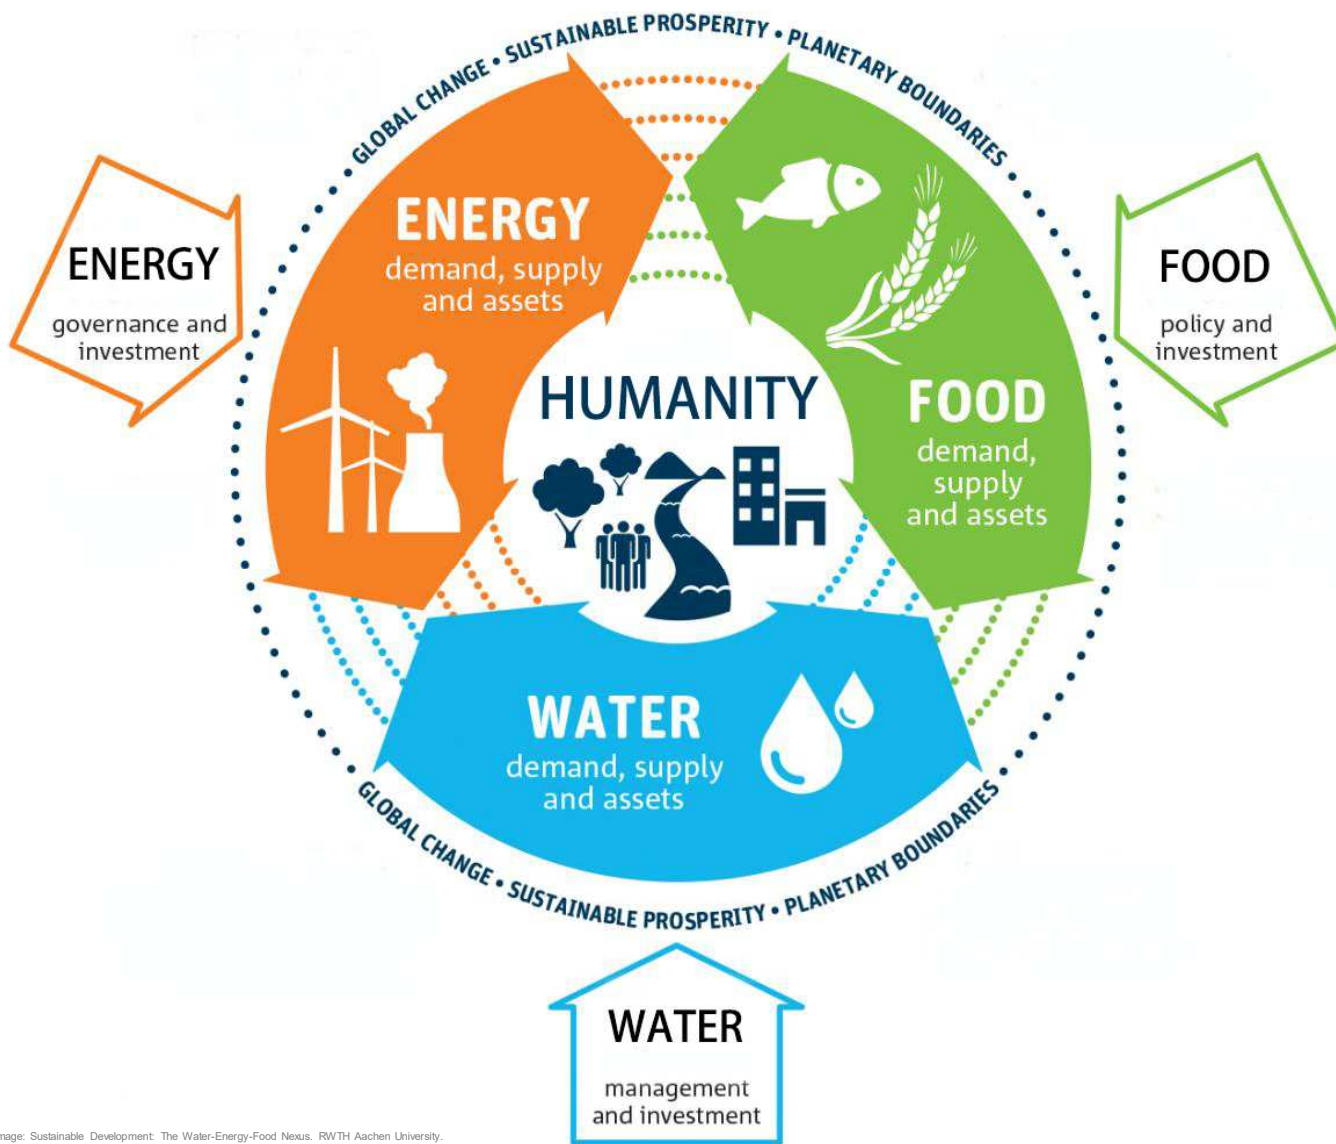 GLOBAL CHANGE • SUSTAINABLE PROSPERITY • PLANETARY BOUNDARIES
ENERGY
demand, supply
and assets
ENERGY
governance and
investment
FOOD
policy and
investment
HUMANITY
FOOD
demand,
supply
and assets
WATER
demand, supply
and assets
GLOBAL CHANGE • SUSTAINABLE PROSPERITY • PLANETARY BOUNDARIES
WATER
management
and investment
mage: Sustainable Development: The Water-Energy-Food Nexus. RWTH Aachen University.